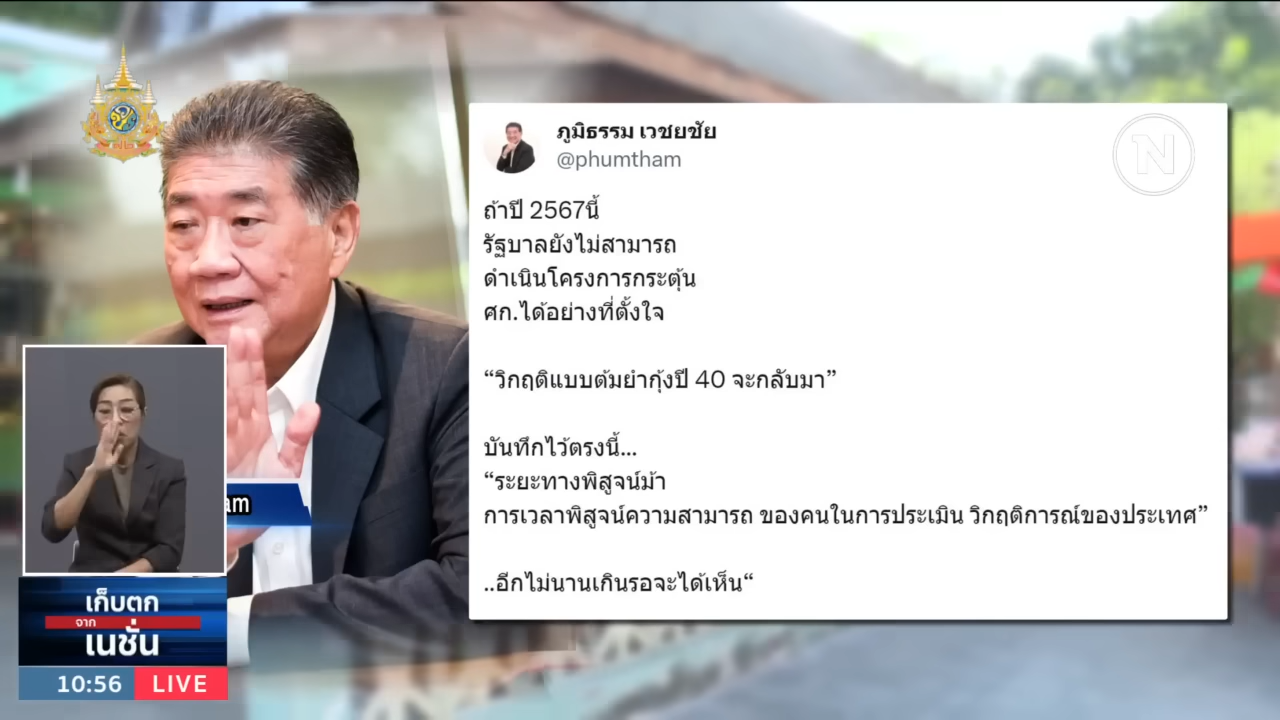 ภูมิธรรม เวชยชัย
@phumtham
N
ถ้าปี 2567นี้
รัฐบาลยังไม่สามารถ
ดำเนินโครงการกระตุ้น
ศก.ได้อย่างที่ตั้งใจ
“วิกฤติแบบต้มยำกุ้งปี 40 จะกลับมา”
บันทึกไว้ตรงนี้...
“ระยะทางพิสูจน์ม้า
การเวลาพิสูจน์ความสามารถ ของคนในการประเมิน วิกฤติการณ์ของประเทศ”
..อีกไม่นานเกินรอจะได้เห็น“
am
เก็บตก
จาก
เนชั่น
10:56 LIVE